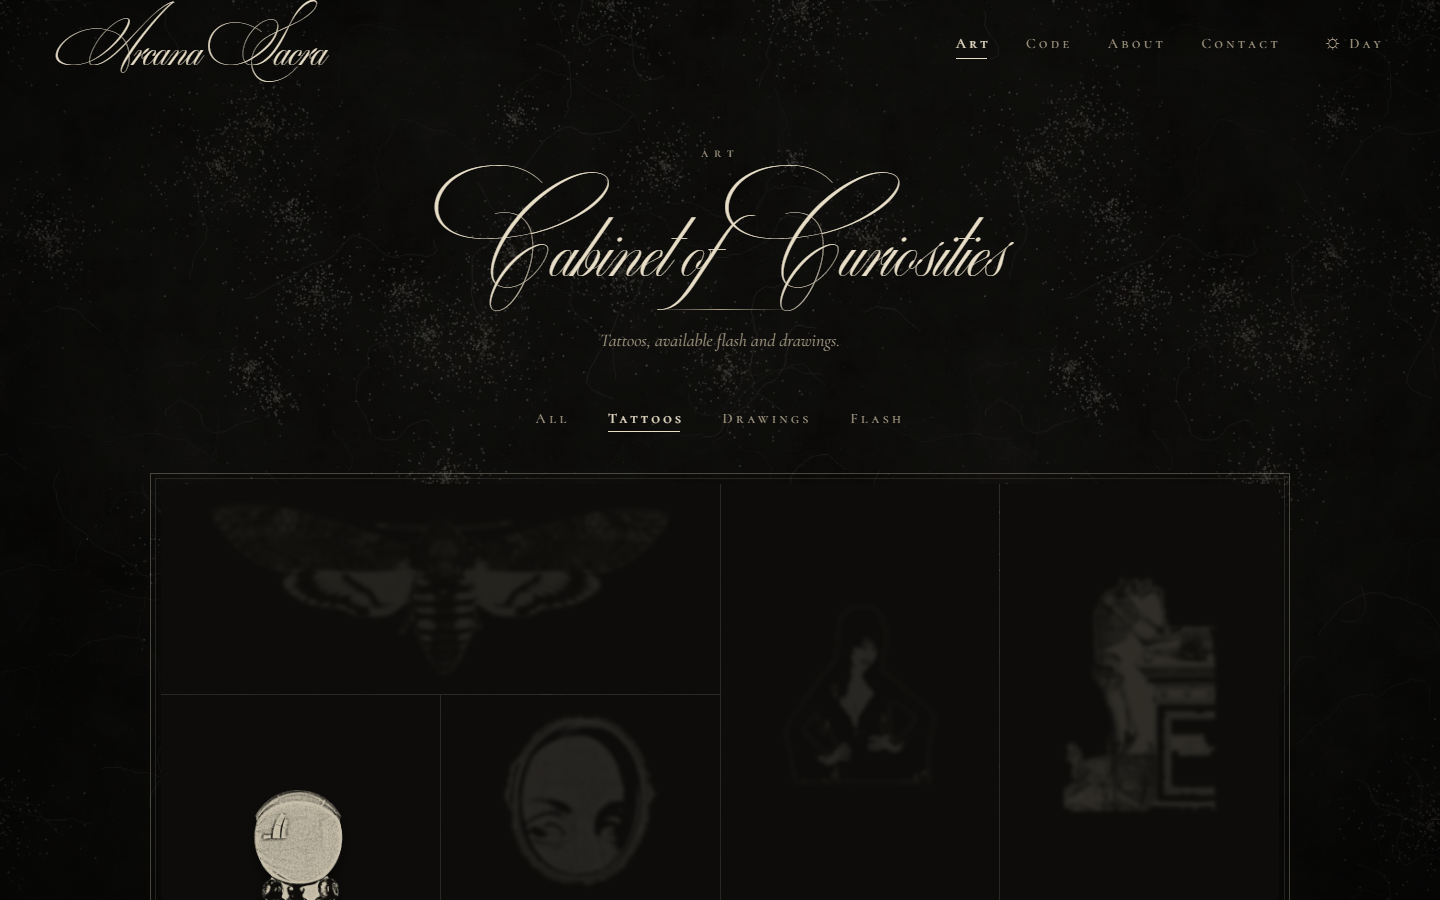 Arcana Sacra
Art Code About Contact Day
Art
Cabinet of Curiosities
Tattoos, available flash and drawings.
All Tattoos Drawings Flash